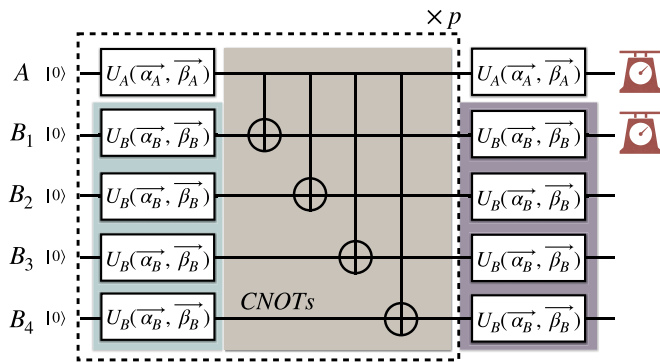 × p
A |0⟩ U_A(α_A, β_A) U_A(α_A, β_A)
B_1 |0⟩ U_B(α_B, β_B) U_B(α_B, β_B)
B_2 |0⟩ U_B(α_B, β_B) U_B(α_B, β_B)
B_3 |0⟩ U_B(α_B, β_B) U_B(α_B, β_B)
CNOTs
B_4 |0⟩ U_B(α_B, β_B) U_B(α_B, β_B)